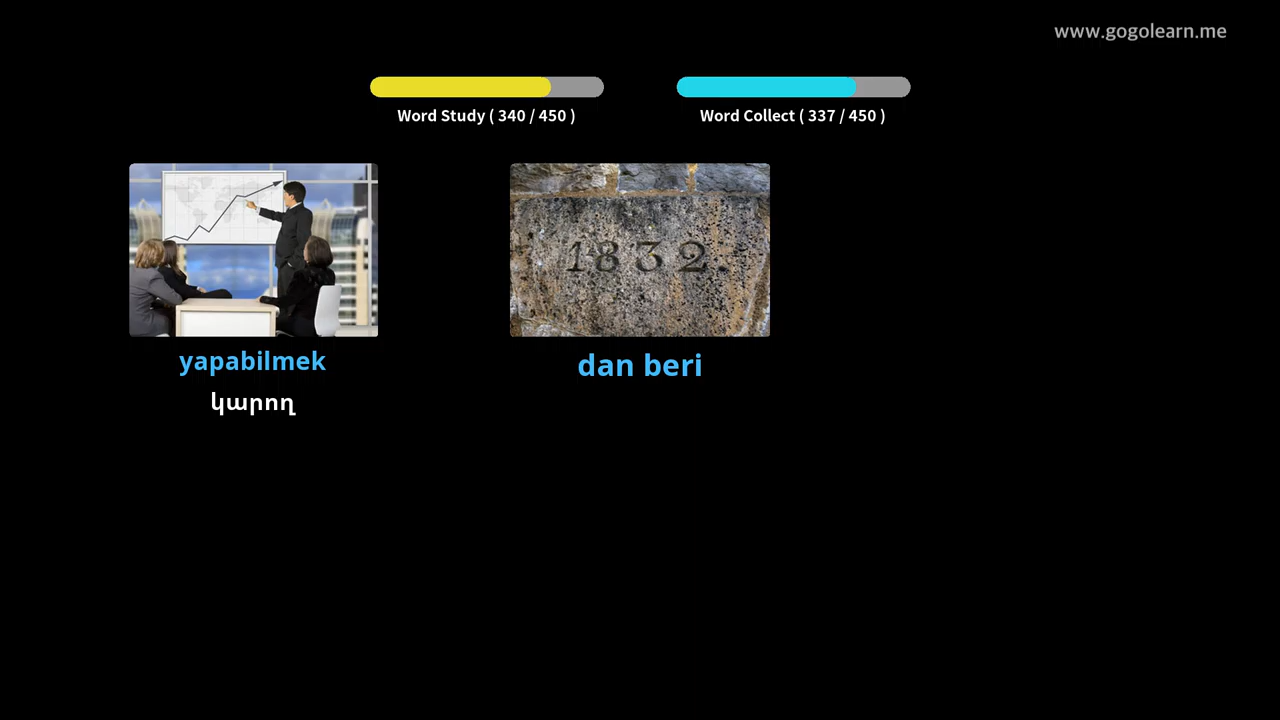 www.gogolearn.me
Word Study ( 340 / 450 )
Word Collect ( 337 / 450 )
1832.
yapabilmek
կարող
dan beri